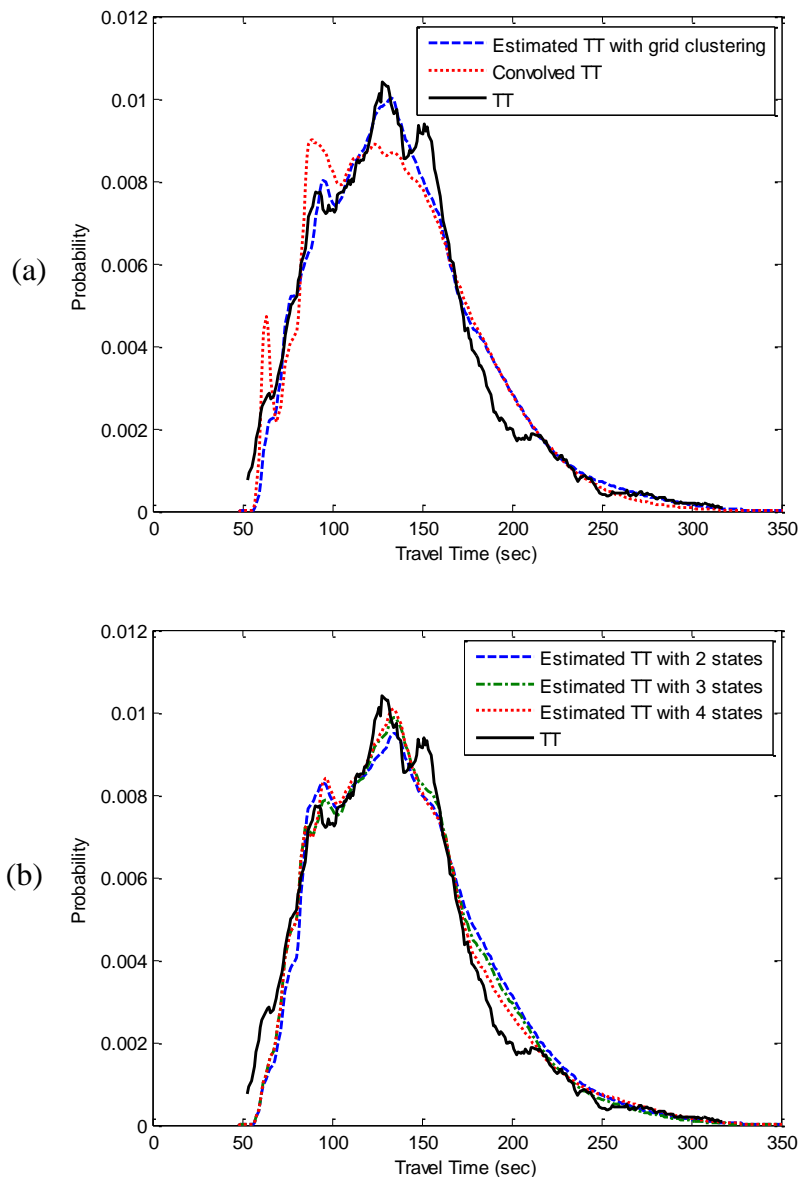 (a)
0.012
0.01
0.008
0.006
0.004
0.002
0
Probability
Estimated TT with grid clustering
Convolved TT
TT
0 50 100 150 200 250 300 350
Travel Time (sec)
(b)
0.012
0.01
0.008
0.006
0.004
0.002
0
Probability
Estimated TT with 2 states
Estimated TT with 3 states
Estimated TT with 4 states
TT
0 50 100 150 200 250 300 350
Travel Time (sec)